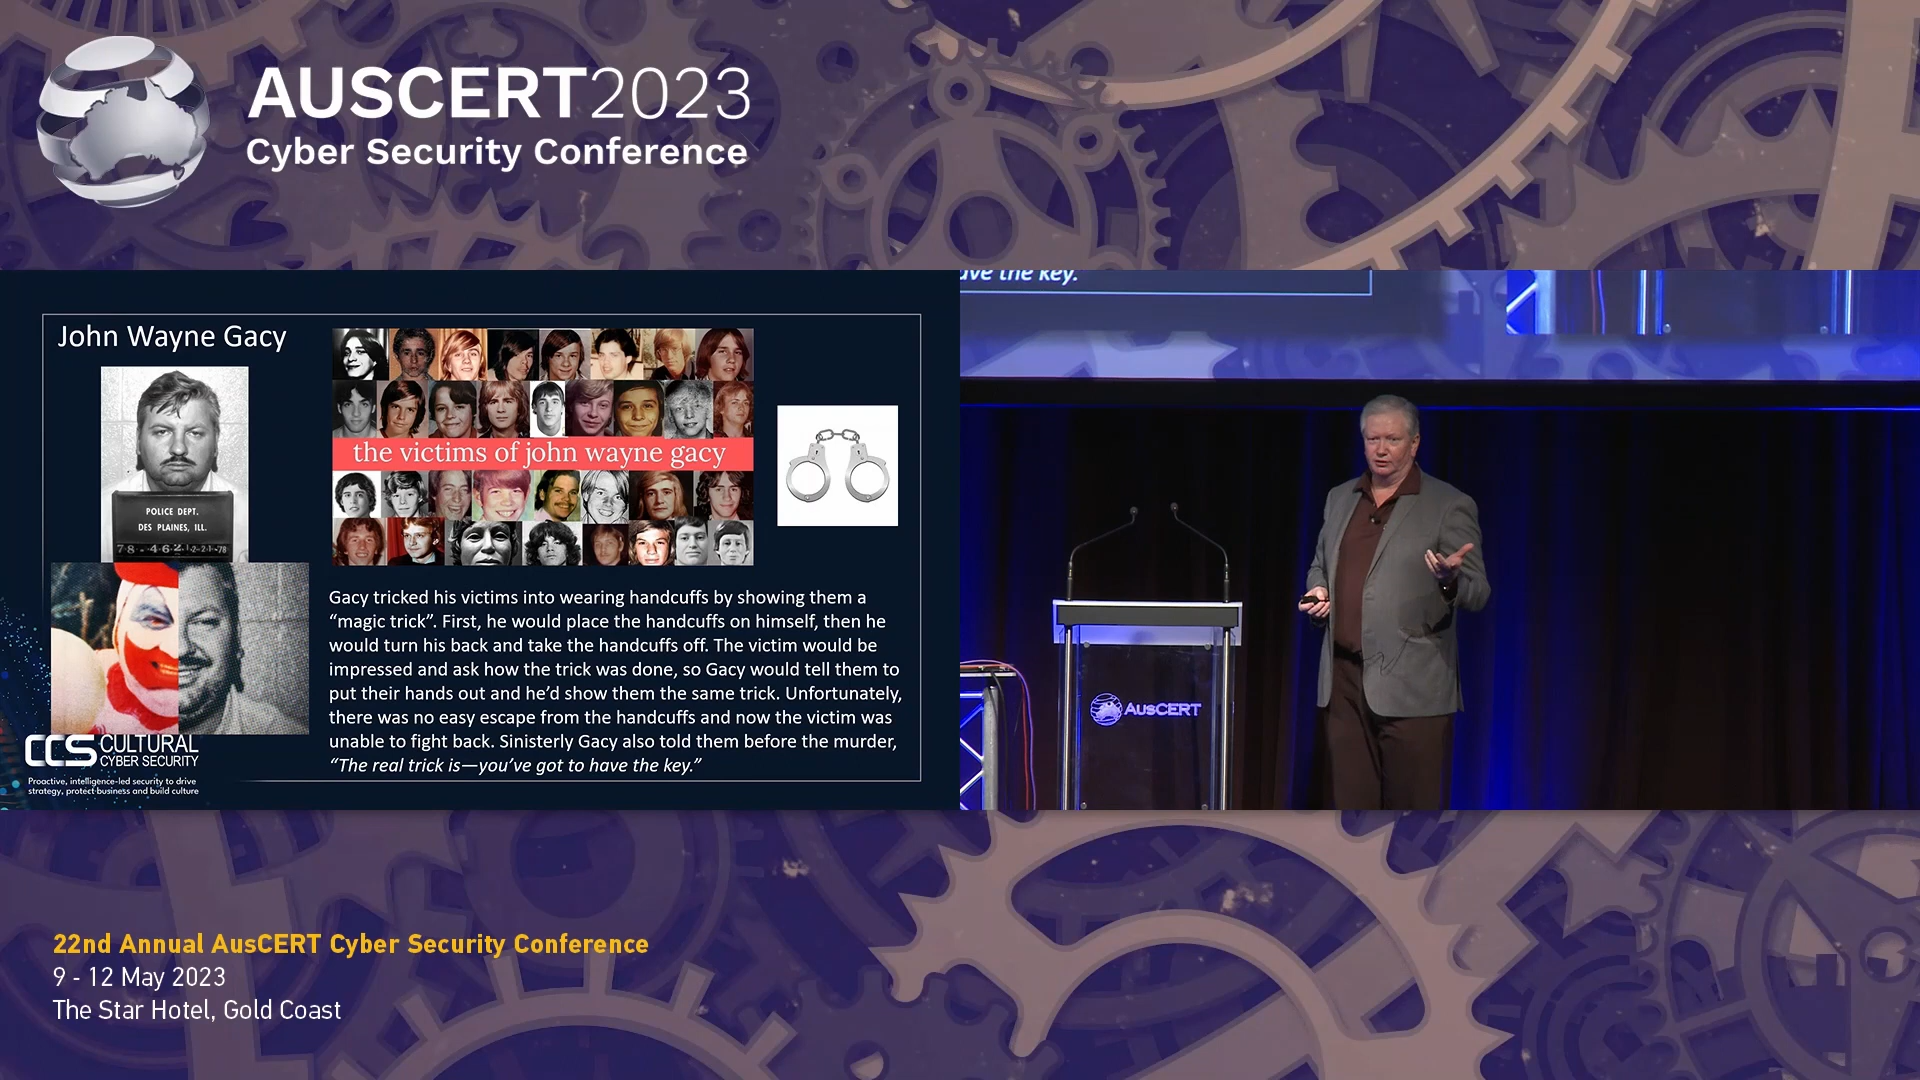 AUSCERT2023
Cyber Security Conference
John Wayne Gacy
POLICE DEPT.
DES PLAINES, ILL.
the victims of john wayne gacy
Gacy tricked his victims into wearing handcuffs by showing them a
“magic trick”. First, he would place the handcuffs on himself, then he
would turn his back and take the handcuffs off. The victim would be
impressed and ask how the trick was done, so Gacy would tell them to
put their hands out and he’d show them the same trick. Unfortunately,
there was no easy escape from the handcuffs and now the victim was
unable to fight back. Sinisterly Gacy also told them before the murder,
“The real trick is—you’ve got to have the key.”
CCS CULTURAL
CYBER SECURITY
Proactive, intelligence-led security to drive
strategy, protect business and build culture
the key.
AUSCERT
22nd Annual AusCERT Cyber Security Conference
9 - 12 May 2023
The Star Hotel, Gold Coast